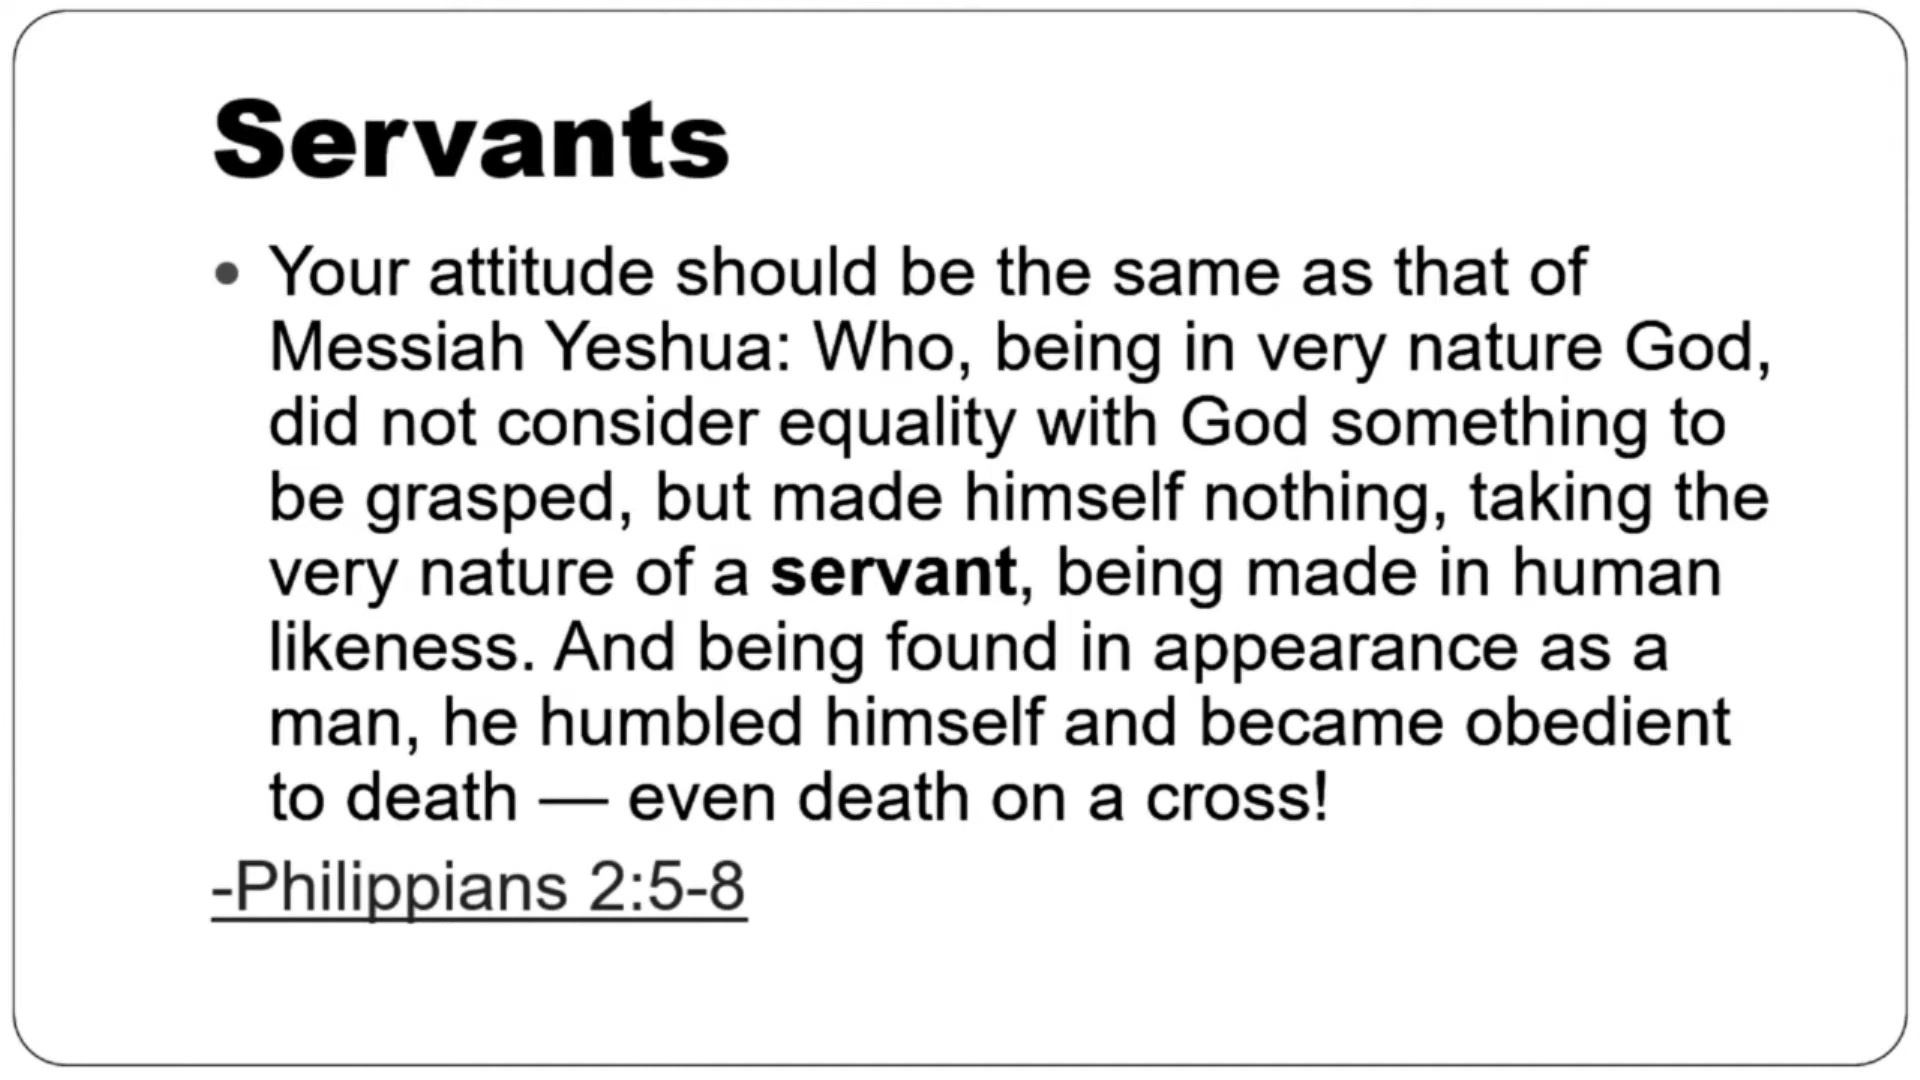 Servants
• Your attitude should be the same as that of
Messiah Yeshua: Who, being in very nature God,
did not consider equality with God something to
be grasped, but made himself nothing, taking the
very nature of a servant, being made in human
likeness. And being found in appearance as a
man, he humbled himself and became obedient
to death — even death on a cross!
-Philippians 2:5-8